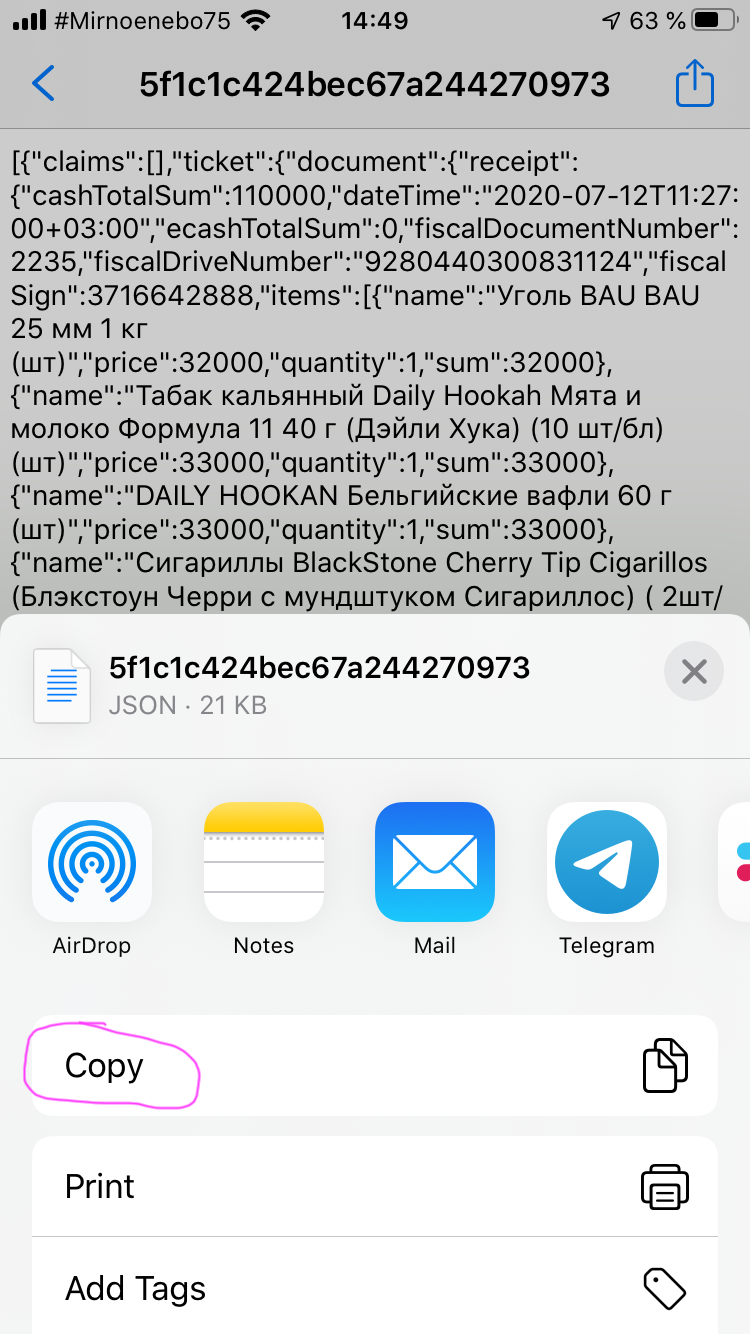 #Mirnoenebo75 14:49 63 %
5f1c1c424bec67a244270973
[{"claims":[],"ticket":{"document":{"receipt":
{"cashTotalSum":110000,"dateTime":"2020-07-12T11:27:
00+03:00","ecashTotalSum":0,"fiscalDocumentNumber":
2235,"fiscalDriveNumber":"9280440300831124","fiscal
Sign":3716642888,"items":[{"name":"Уголь BAU BAU
25 мм 1 кг
(шт)","price":32000,"quantity":1,"sum":32000},
{"name":"Табак кальянный Daily Hookah Мята и
молоко Формула 11 40 г (Дэйли Хука) (10 шт/бл)
(шт)","price":33000,"quantity":1,"sum":33000},
{"name":"DAILY HOOKAN Бельгийские вафли 60 г
(шт)","price":33000,"quantity":1,"sum":33000},
{"name":"Сигариллы BlackStone Cherry Tip Cigarillos
(Блэкстоун Черри с мундштуком Сигариллос) ( 2шт/
5f1c1c424bec67a244270973
JSON · 21 KB
AirDrop Notes Mail Telegram
Copy
Print
Add Tags